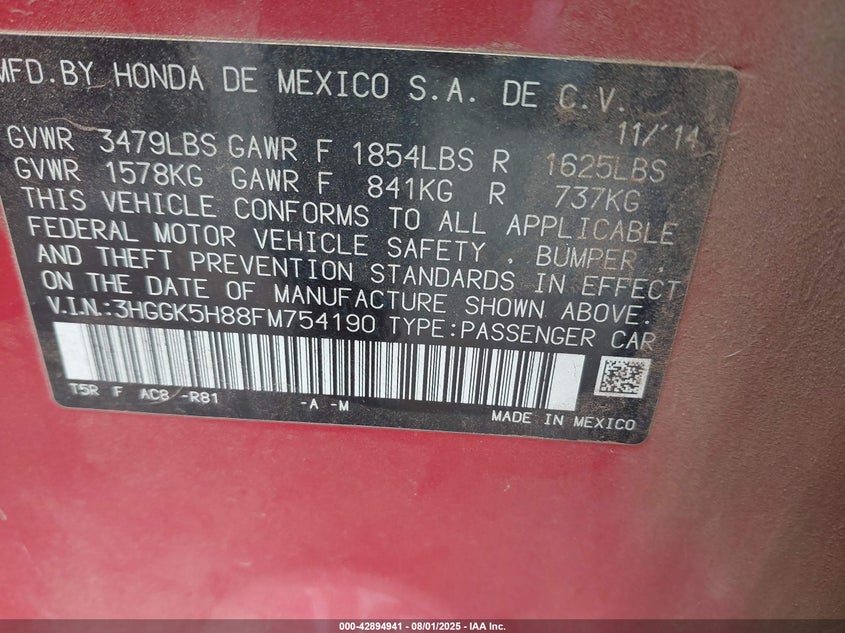 MFD.BY HONDA DE MEXICO S.A. DE C.V.
11/'14
GVWR 3479LBS GAWR F 1854LBS R 1625LBS
GVWR 1578KG GAWR F 841KG R 737KG
THIS VEHICLE CONFORMS TO ALL APPLICABLE
FEDERAL MOTOR VEHICLE SAFETY , BUMPER ,
AND THEFT PREVENTION STANDARDS IN EFFECT
ON THE DATE OF MANUFACTURE SHOWN ABOVE.
V.I.N.:3HGGK5H88FM754190 TYPE:PASSENGER CAR
T5R F AC8 -R81 -A -M
MADE IN MEXICO
000-42894941 - 08/01/2025 - IAA Inc.